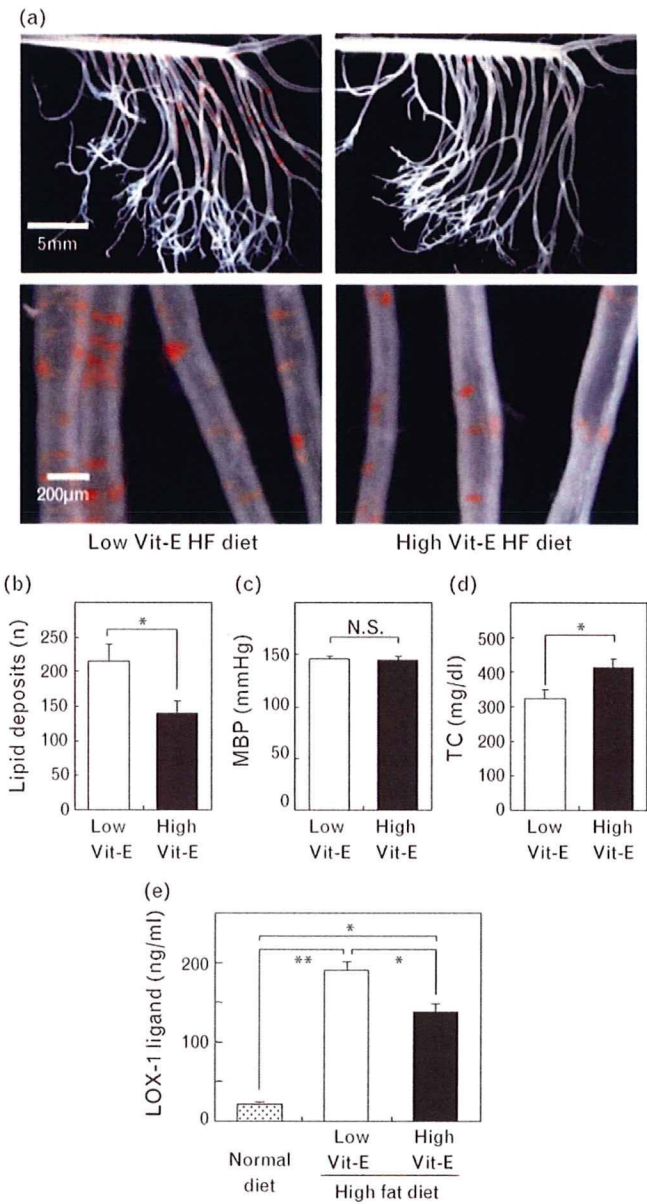 (a)
5mm
200μm
Low Vit-E HF diet
High Vit-E HF diet
(b)
Lipid deposits (n)
250
200
150
100
50
0
*
Low
Vit-E
High
Vit-E
(c)
MBP (mmHg)
150
100
50
0
N.S.
Low
Vit-E
High
Vit-E
(d)
TC (mg/dl)
500
400
300
200
100
0
*
Low
Vit-E
High
Vit-E
(e)
LOX-1 ligand (ng/ml)
200
100
0
*
**
*
Normal
diet
Low
Vit-E
High
Vit-E
High fat diet